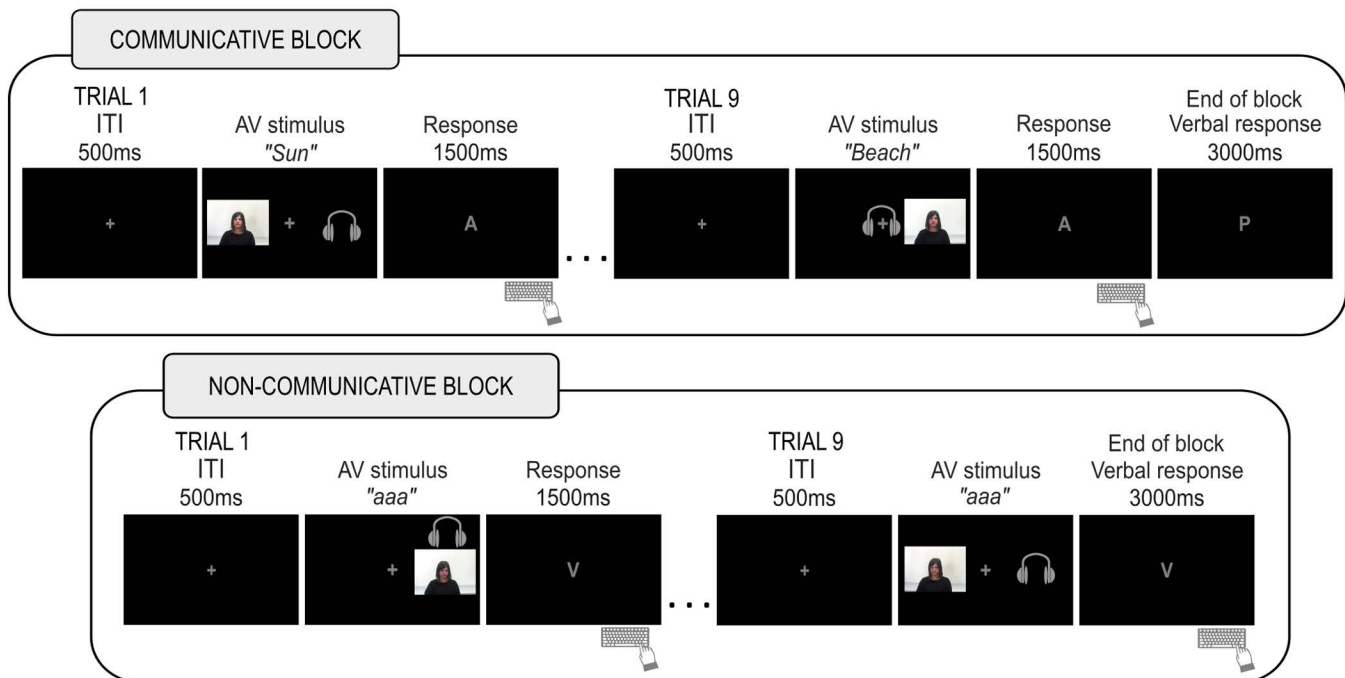 COMMUNICATIVE BLOCK
TRIAL 1
ITI
500ms
AV stimulus
"Sun"
Response
1500ms
TRIAL 9
ITI
500ms
AV stimulus
"Beach"
Response
1500ms
End of block
Verbal response
3000ms
+
+
A
...
+
+
A
P
NON-COMMUNICATIVE BLOCK
TRIAL 1
ITI
500ms
AV stimulus
"aaa"
Response
1500ms
TRIAL 9
ITI
500ms
AV stimulus
"aaa"
End of block
Verbal response
3000ms
+
+
V
...
+
+
V